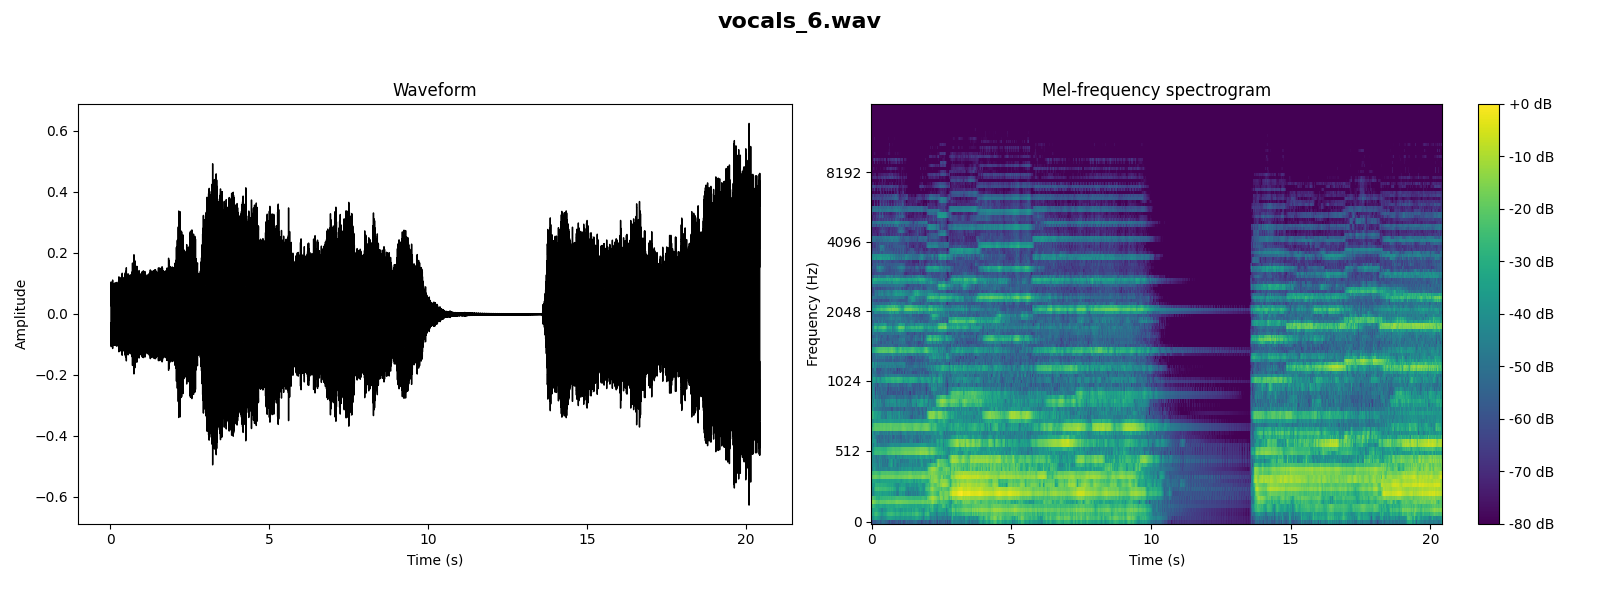 vocals_6.wav
Waveform
Mel-frequency spectrogram
0.6
0.4
0.2
0.0
−0.2
−0.4
−0.6
Amplitude
0 5 10 15 20
Time (s)
8192
4096
2048
1024
512
0
Frequency (Hz)
0 5 10 15 20
Time (s)
+0 dB
-10 dB
-20 dB
-30 dB
-40 dB
-50 dB
-60 dB
-70 dB
-80 dB